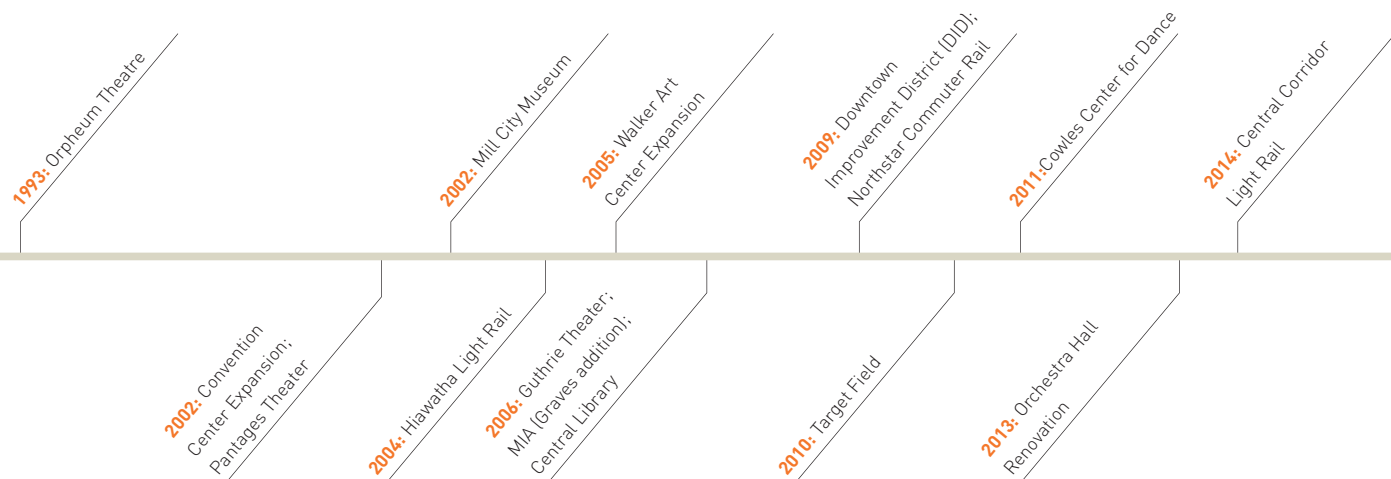 1993: Orpheum Theatre
2002: Convention
Center Expansion;
Pantages Theater
2002: Mill City Museum
2004: Hiawatha Light Rail
2005: Walker Art
Center Expansion
2006: Guthrie Theater;
MIA (Graves addition);
Central Library
2009: Downtown
Improvement District (DID);
Northstar Commuter Rail
2010: Target Field
2011:Cowles Center for Dance
2013: Orchestra Hall
Renovation
2014: Central Corridor
Light Rail